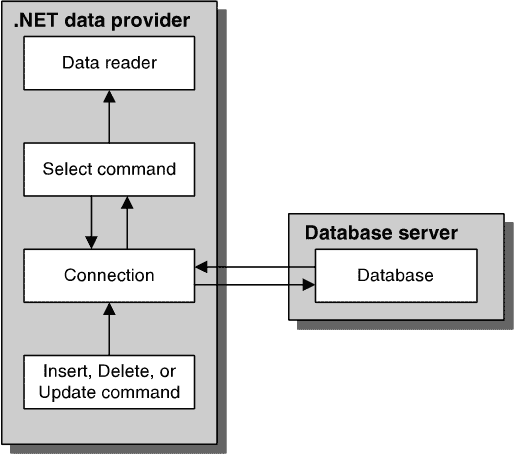 .NET data provider
Data reader
Select command
Connection
Insert, Delete, or
Update command
Database server
Database